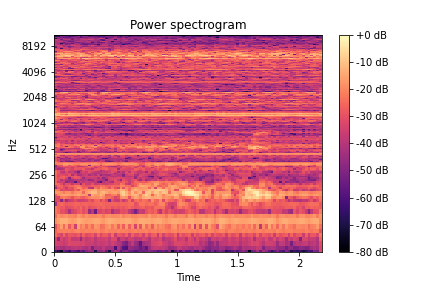 Power spectrogram
8192
4096
2048
1024
512
256
128
64
0
Hz
0
0.5
1
1.5
2
Time
+0 dB
-10 dB
-20 dB
-30 dB
-40 dB
-50 dB
-60 dB
-70 dB
-80 dB